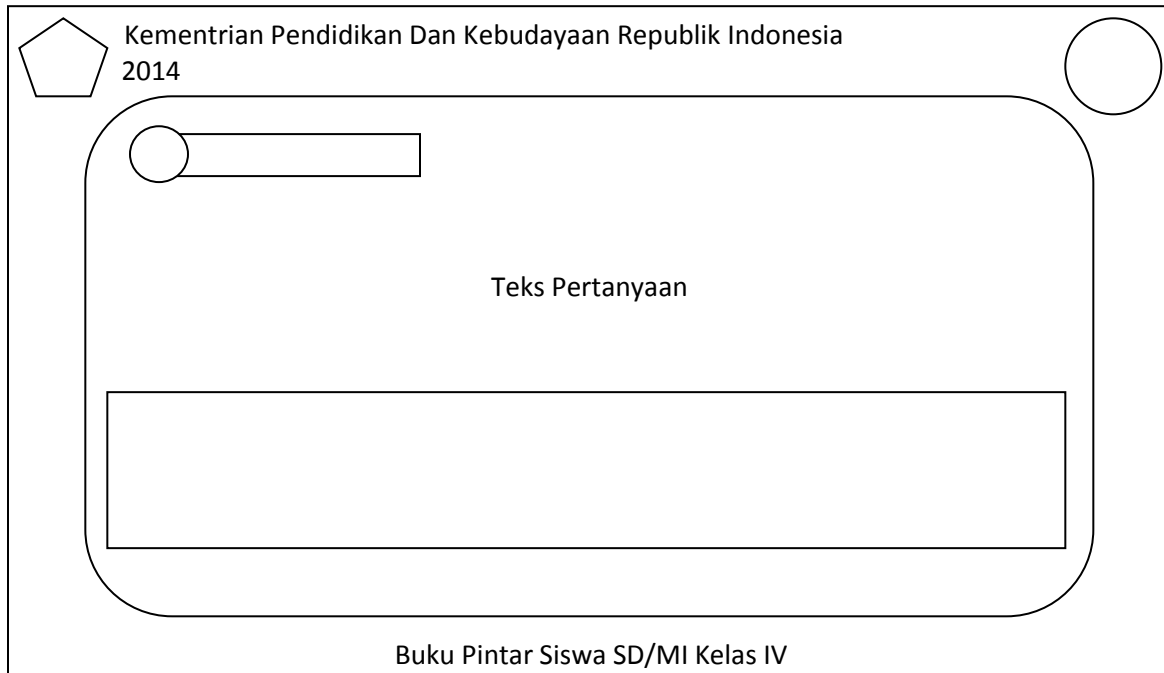 Kementrian Pendidikan Dan Kebudayaan Republik Indonesia
2014
Teks Pertanyaan
Buku Pintar Siswa SD/MI Kelas IV